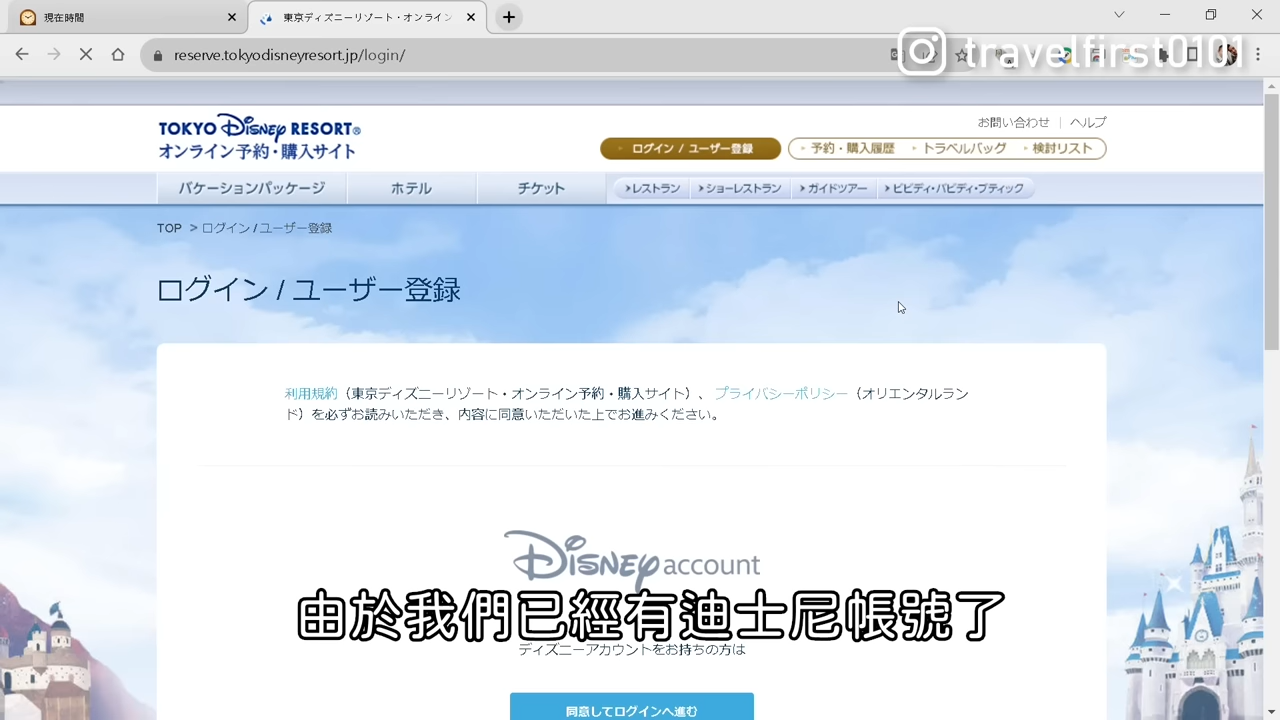 現在時間
東京ディズニーリゾート・オンライン
reserve.tokyodisneyresort.jp/login/
travelfirst0101
TOKYO Disney RESORT®
オンライン予約・購入サイト
お問い合わせ
ヘルプ
ログイン / ユーザー登録
予約・購入履歴
トラベルバッグ
検討リスト
バケーションパッケージ
ホテル
チケット
レストラン
ショーレストラン
ガイドツアー
ビビディ・バビディ・ブティック
TOP > ログイン / ユーザー登録
ログイン / ユーザー登録
利用規約（東京ディズニーリゾート・オンライン予約・購入サイト）、 プライバシーポリシー（オリエンタルラン
ド）を必ずお読みいただき、内容に同意いただいた上でお進みください。
Disney account
由於我們已經有迪士尼帳號了
ディズニーアカウントをお持ちの方は
同意してログインへ進む